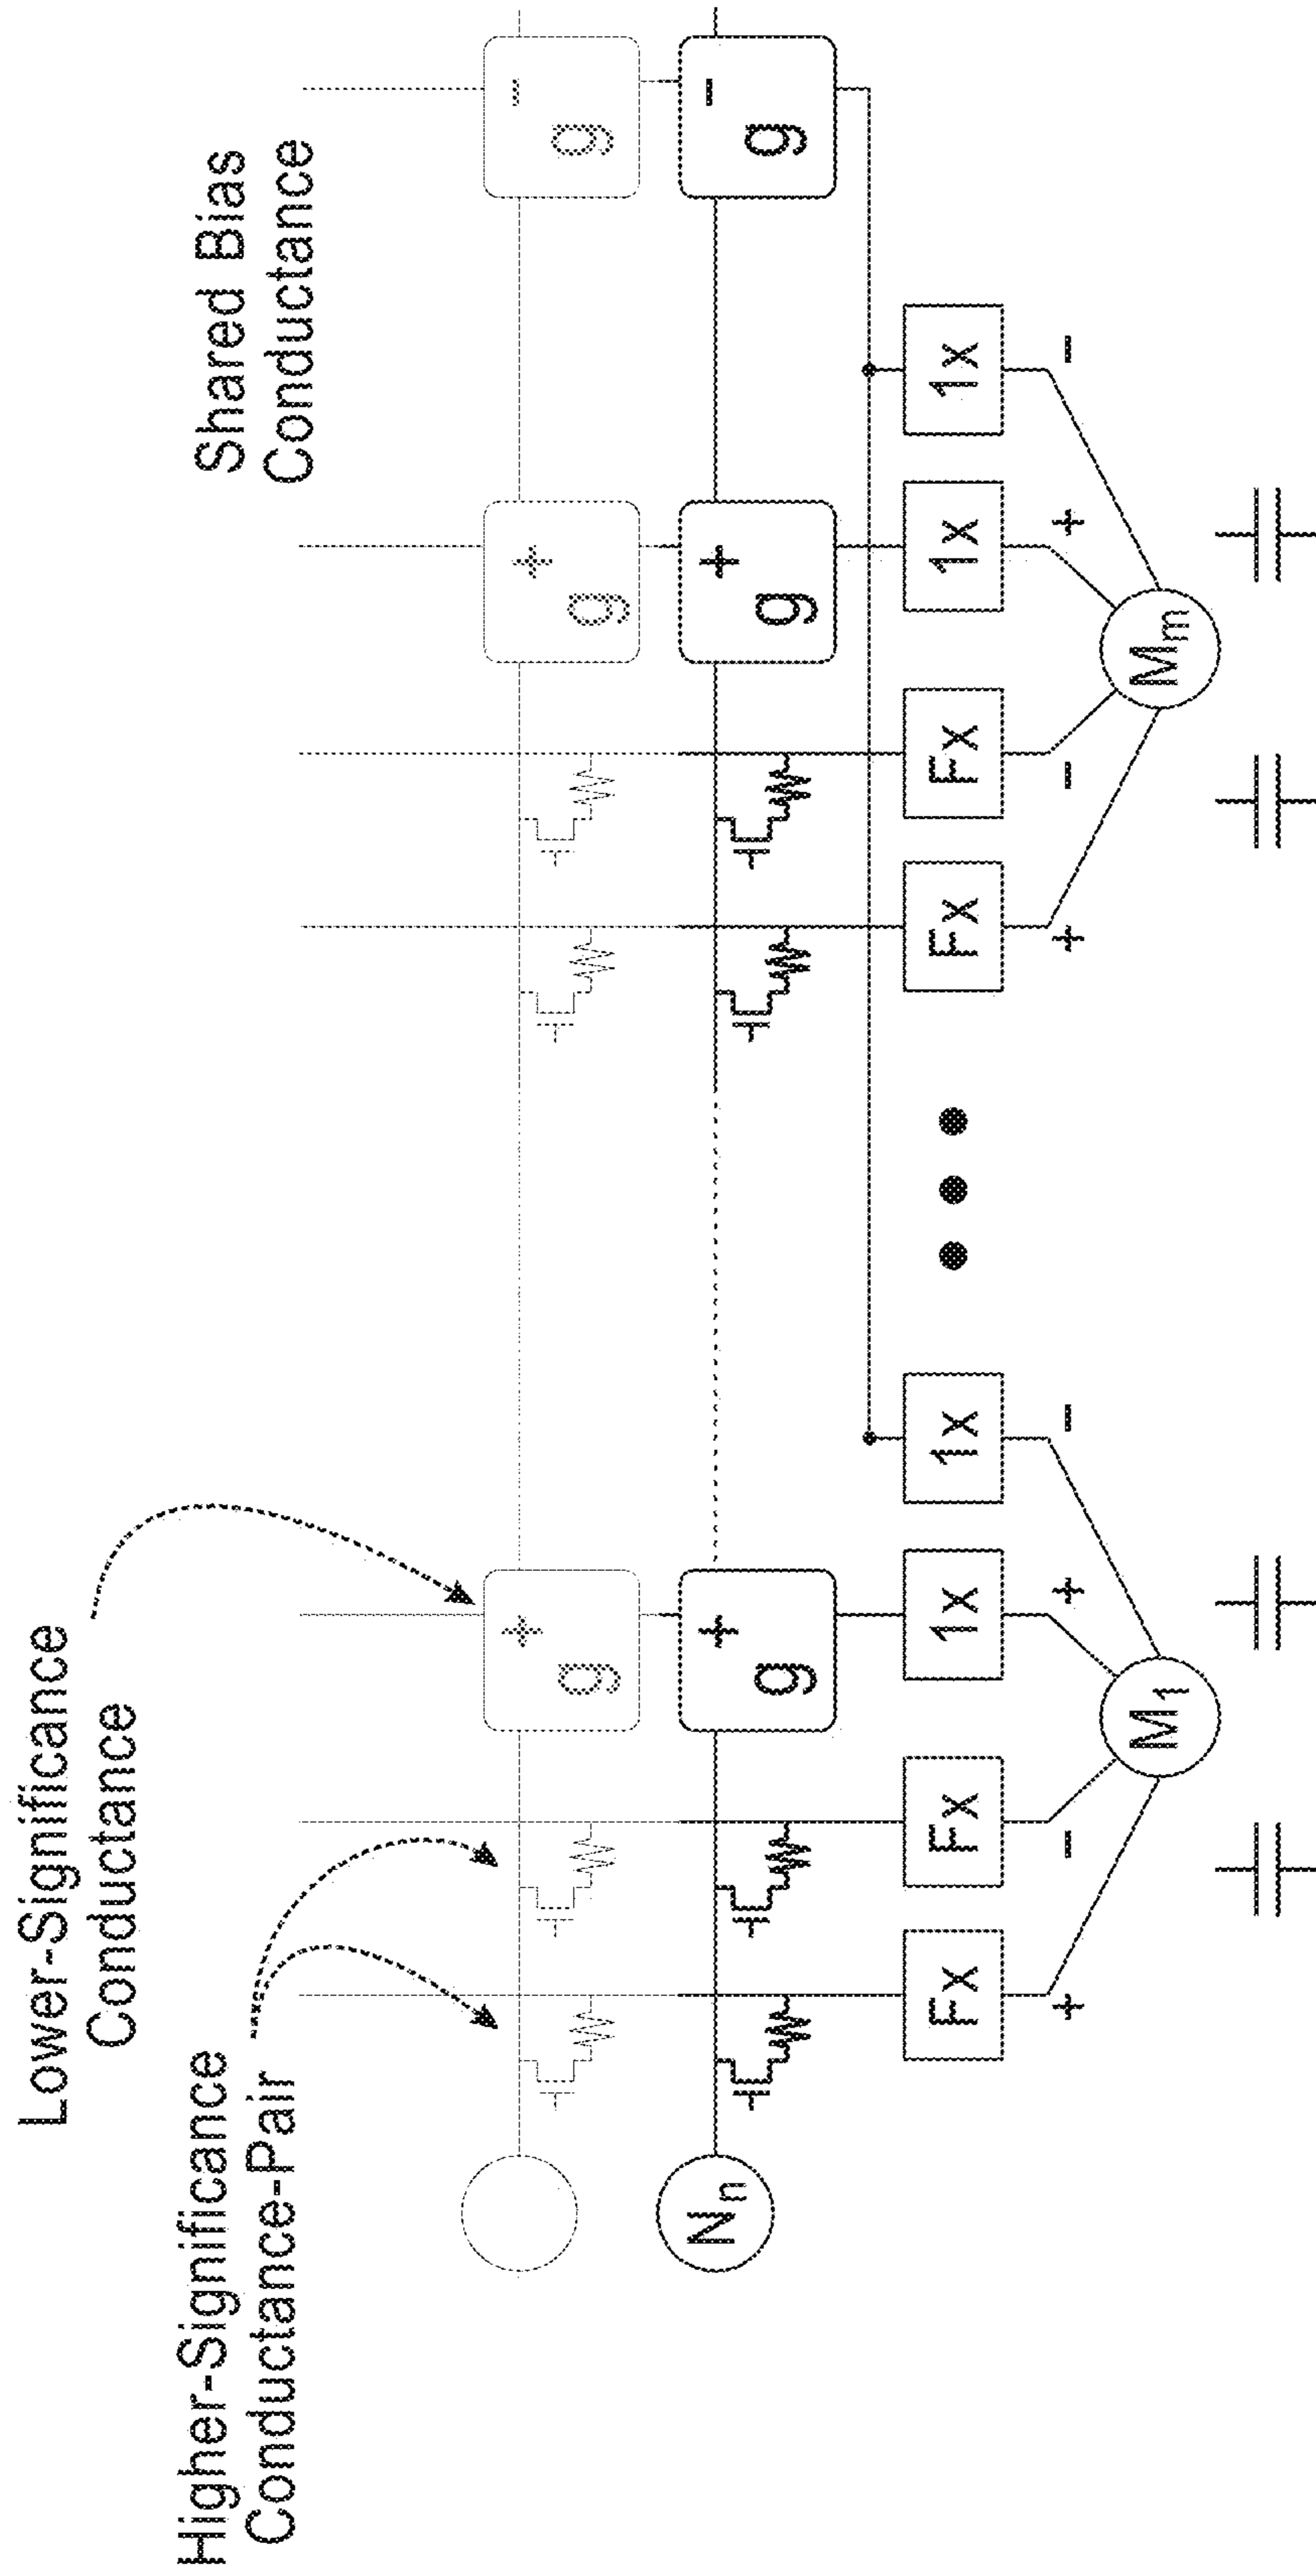 Lower-Significance
Conductance
Higher-Significance
Conductance-Pair
Shared Bias
Conductance
g+ g+ g-
Nn g+ g+ g-
Fx Fx 1x 1x Fx Fx 1x 1x
+ - + - + - + -
M1 Mm